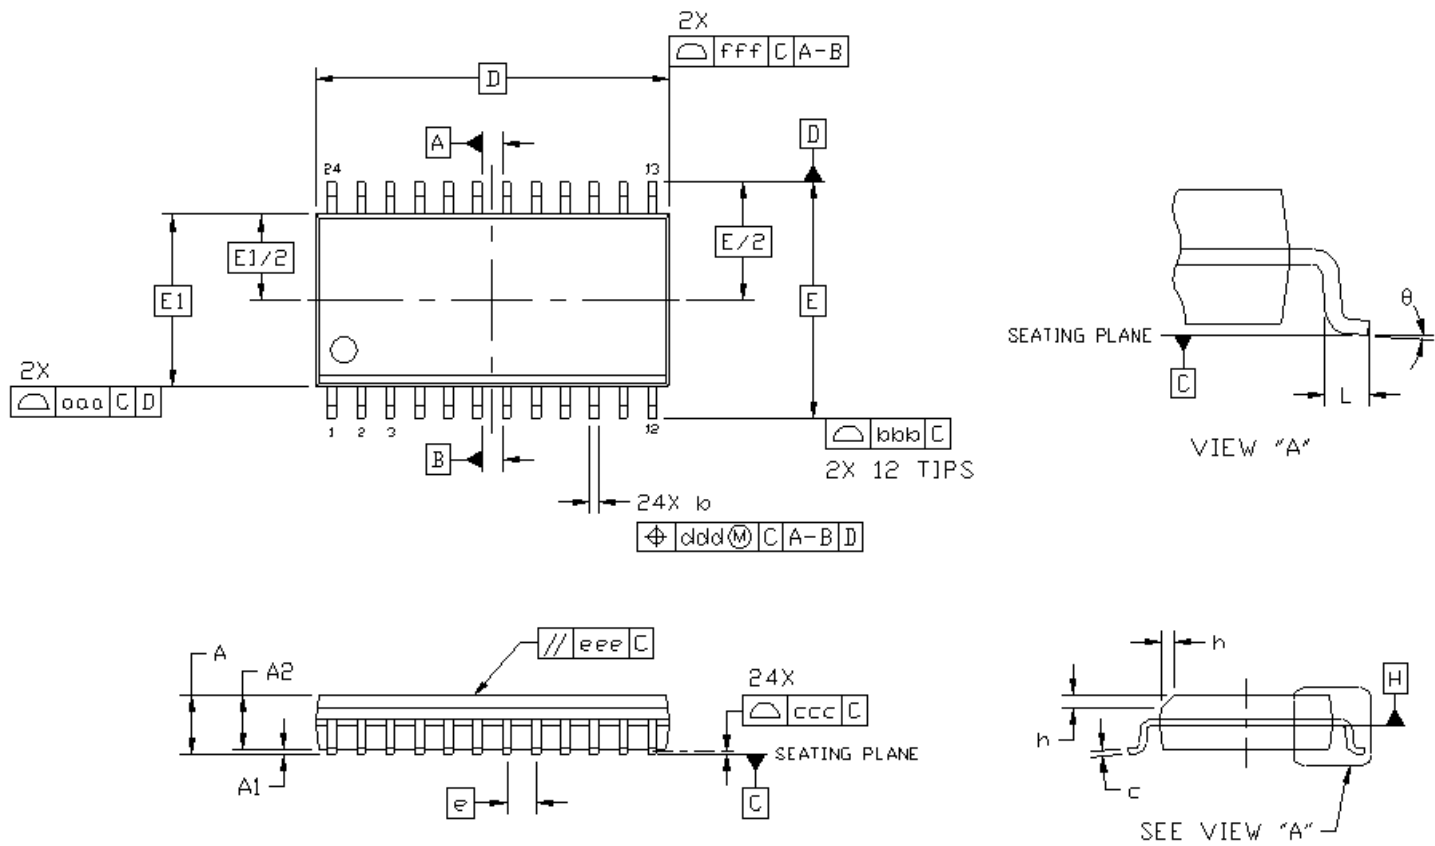 2X
fff C A-B
D
A
D
24 13
E1/2
E/2
E1
E
2X
aaa C D
1 2 3 12
B
bbb C
2X 12 TIPS
24X b
ddd Ⓜ C A-B D
θ
SEATING PLANE
C
L
VIEW "A"
// eee C
A
A2
24X
ccc C
SEATING PLANE
A1
e
C
h
H
h
c
SEE VIEW "A"